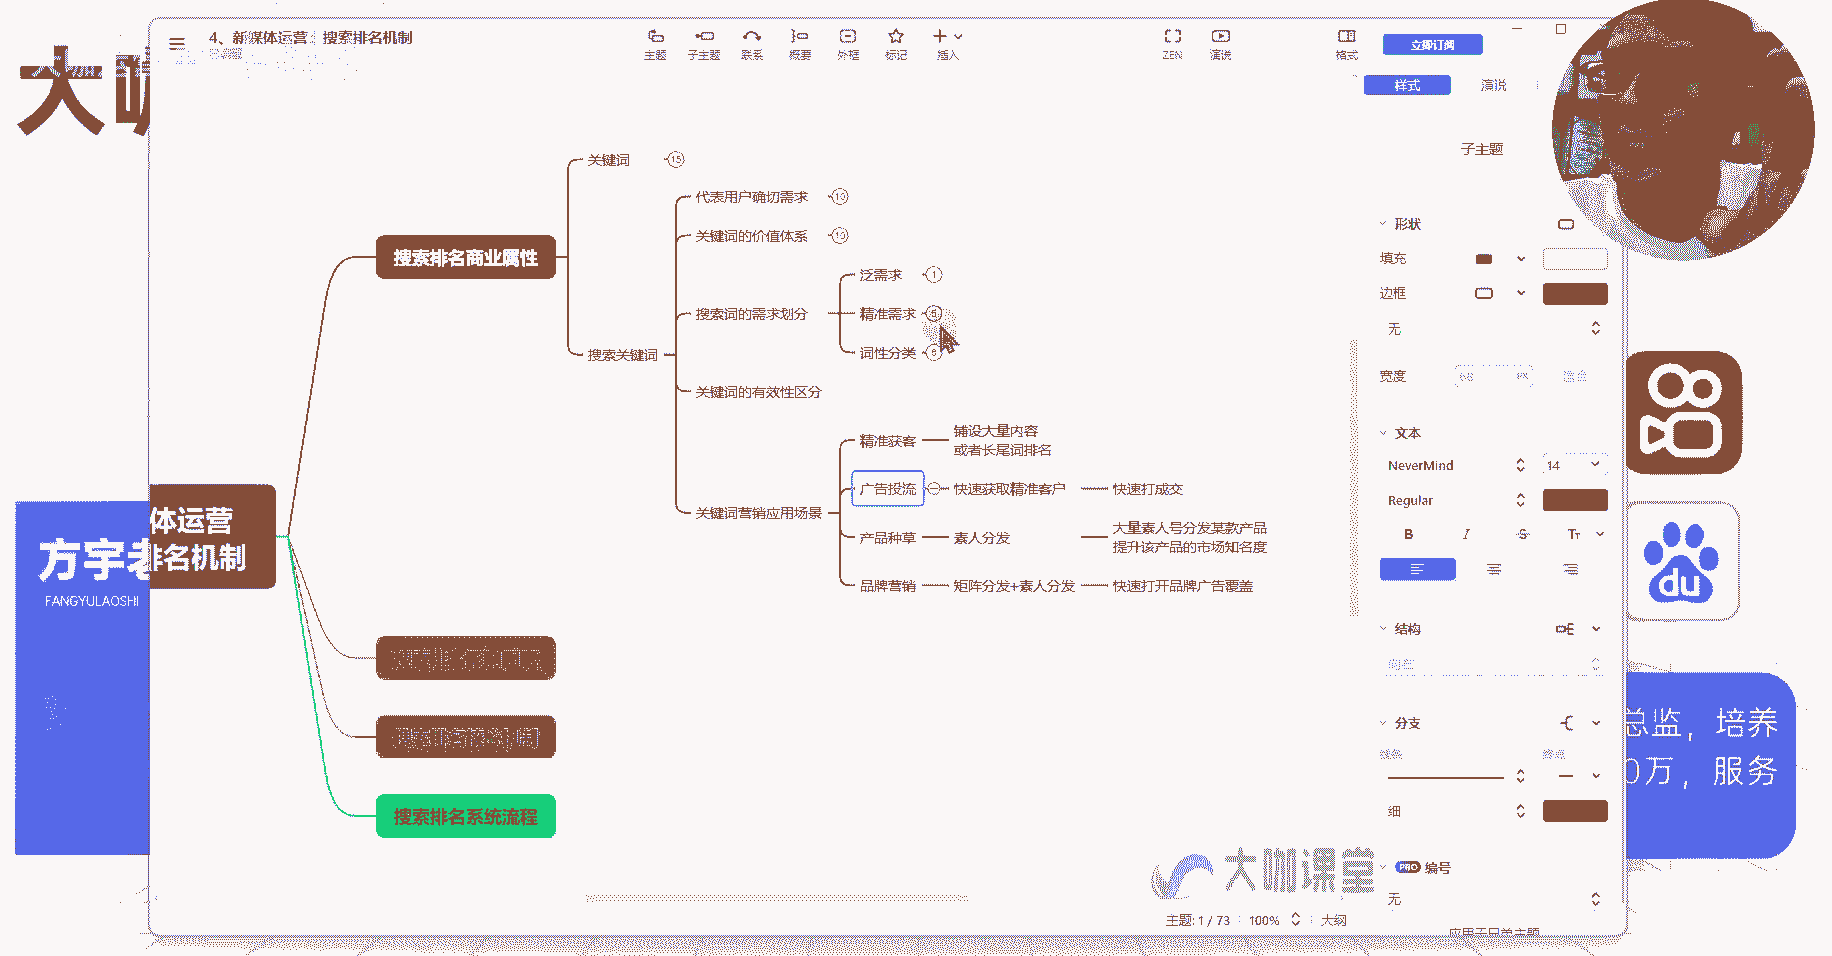 大咖
4、新媒体运营：搜索排名机制
主题
子主题
联系
概要
外框
标记
插入
ZEN
演说
格式
立即订阅
样式
演说
子主题
形状
填充
边框
无
宽度
68
PX
文本
NeverMind
14
Regular
B
I
S
TT
结构
分支
细
PRO 编号
无
应用于兄弟主题
关键词
15
代表用户确切需求
10
关键词的价值体系
10
搜索排名商业属性
泛需求
1
搜索词的需求划分
精准需求
5
词性分类
6
搜索关键词
关键词的有效性区分
精准获客
铺设大量内容
或者长尾词排名
广告投流
快速获取精准客户
快速打成交
关键词营销应用场景
产品种草
素人分发
大量素人号分发某款产品
提升该产品的市场知名度
品牌营销
矩阵分发+素人分发
快速打开品牌广告覆盖
体运营
排名机制
方宇老
FANGYULAOSHI
搜索排名系统流程
du
总监，培养
0万，服务
大咖课堂
主题: 1 / 73
100%
大纲